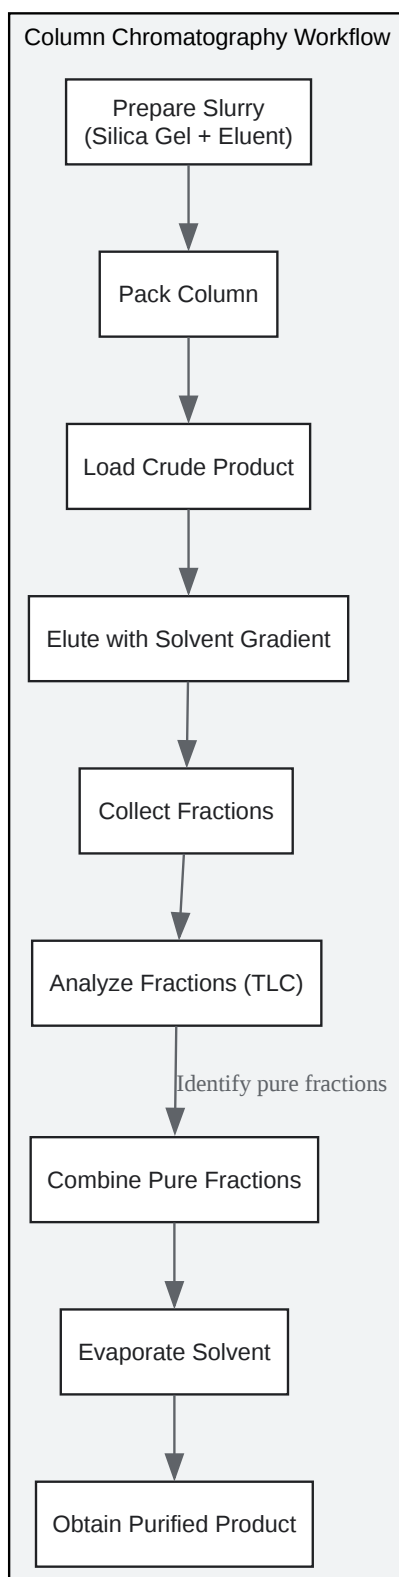 Column Chromatography Workflow
Prepare Slurry
(Silica Gel + Eluent)
Pack Column
Load Crude Product
Elute with Solvent Gradient
Collect Fractions
Analyze Fractions (TLC)
Identify pure fractions
Combine Pure Fractions
Evaporate Solvent
Obtain Purified Product